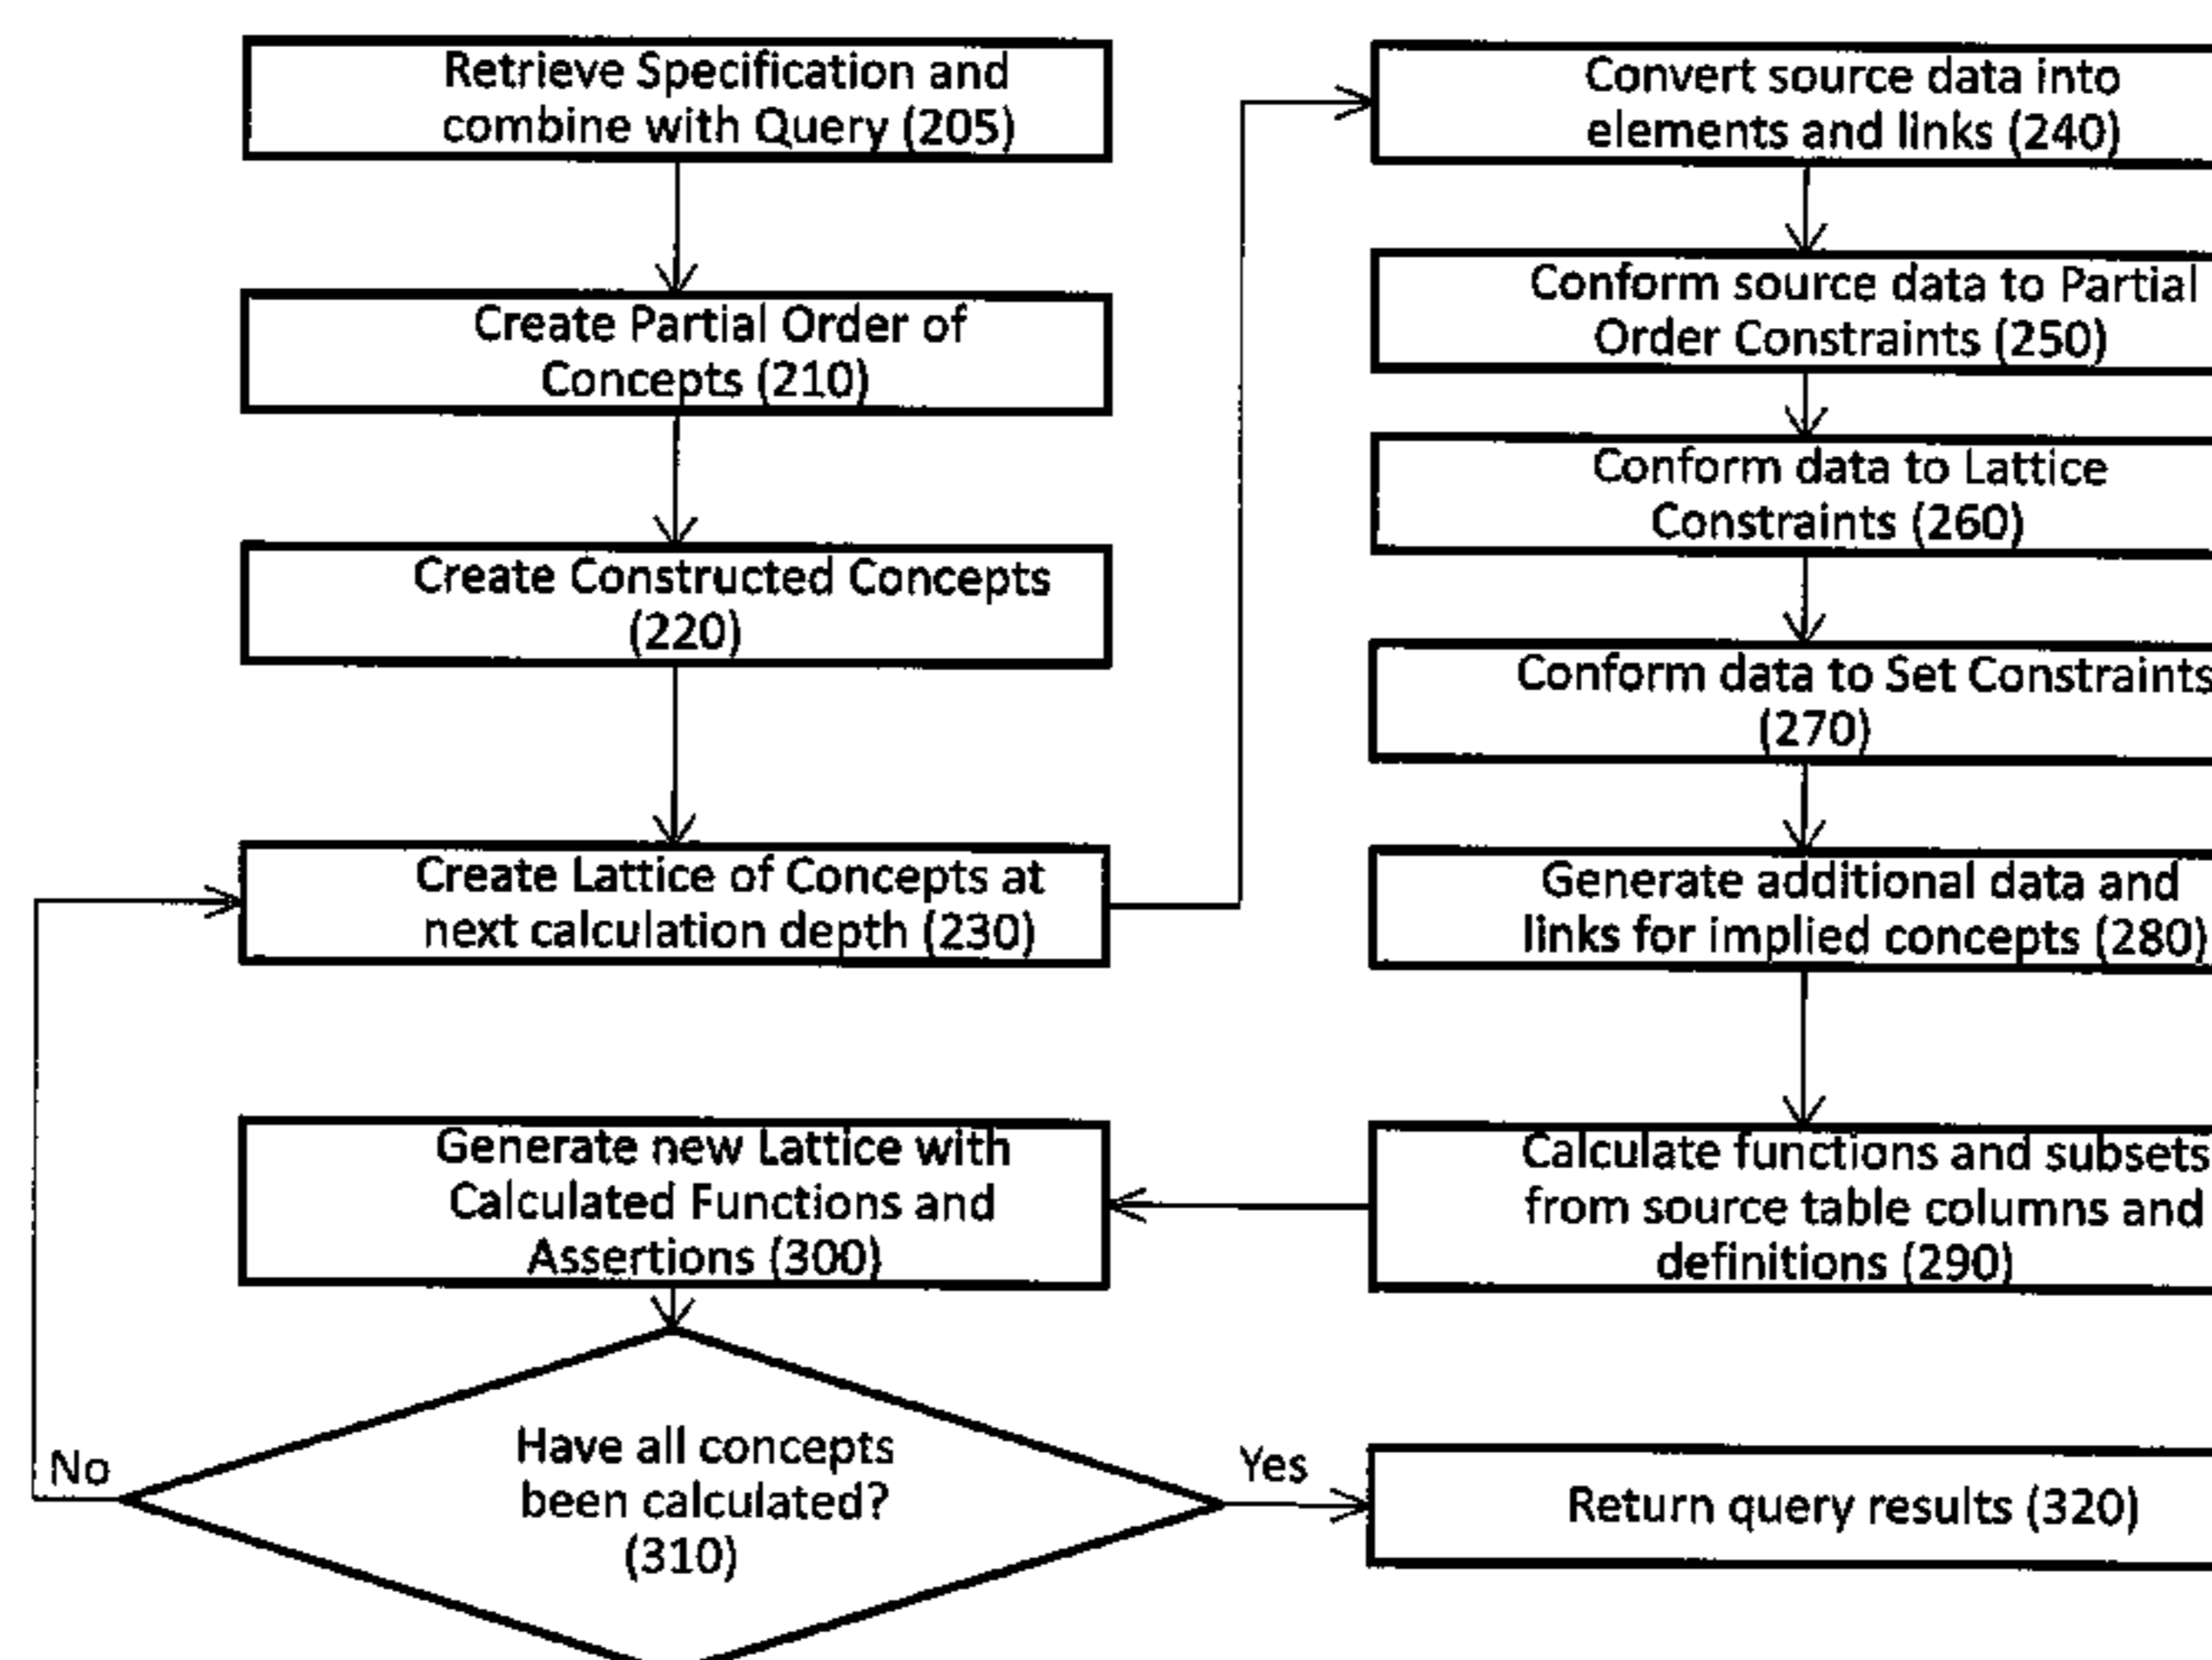 Retrieve Specification and
combine with Query (205)
Create Partial Order of
Concepts (210)
Create Constructed Concepts
(220)
Create Lattice of Concepts at
next calculation depth (230)
Convert source data into
elements and links (240)
Conform source data to Partial
Order Constraints (250)
Conform data to Lattice
Constraints (260)
Conform data to Set Constraints
(270)
Generate additional data and
links for implied concepts (280)
Calculate functions and subsets
from source table columns and
definitions (290)
Generate new Lattice with
Calculated Functions and
Assertions (300)
Have all concepts
been calculated?
(310)
No
Yes
Return query results (320)